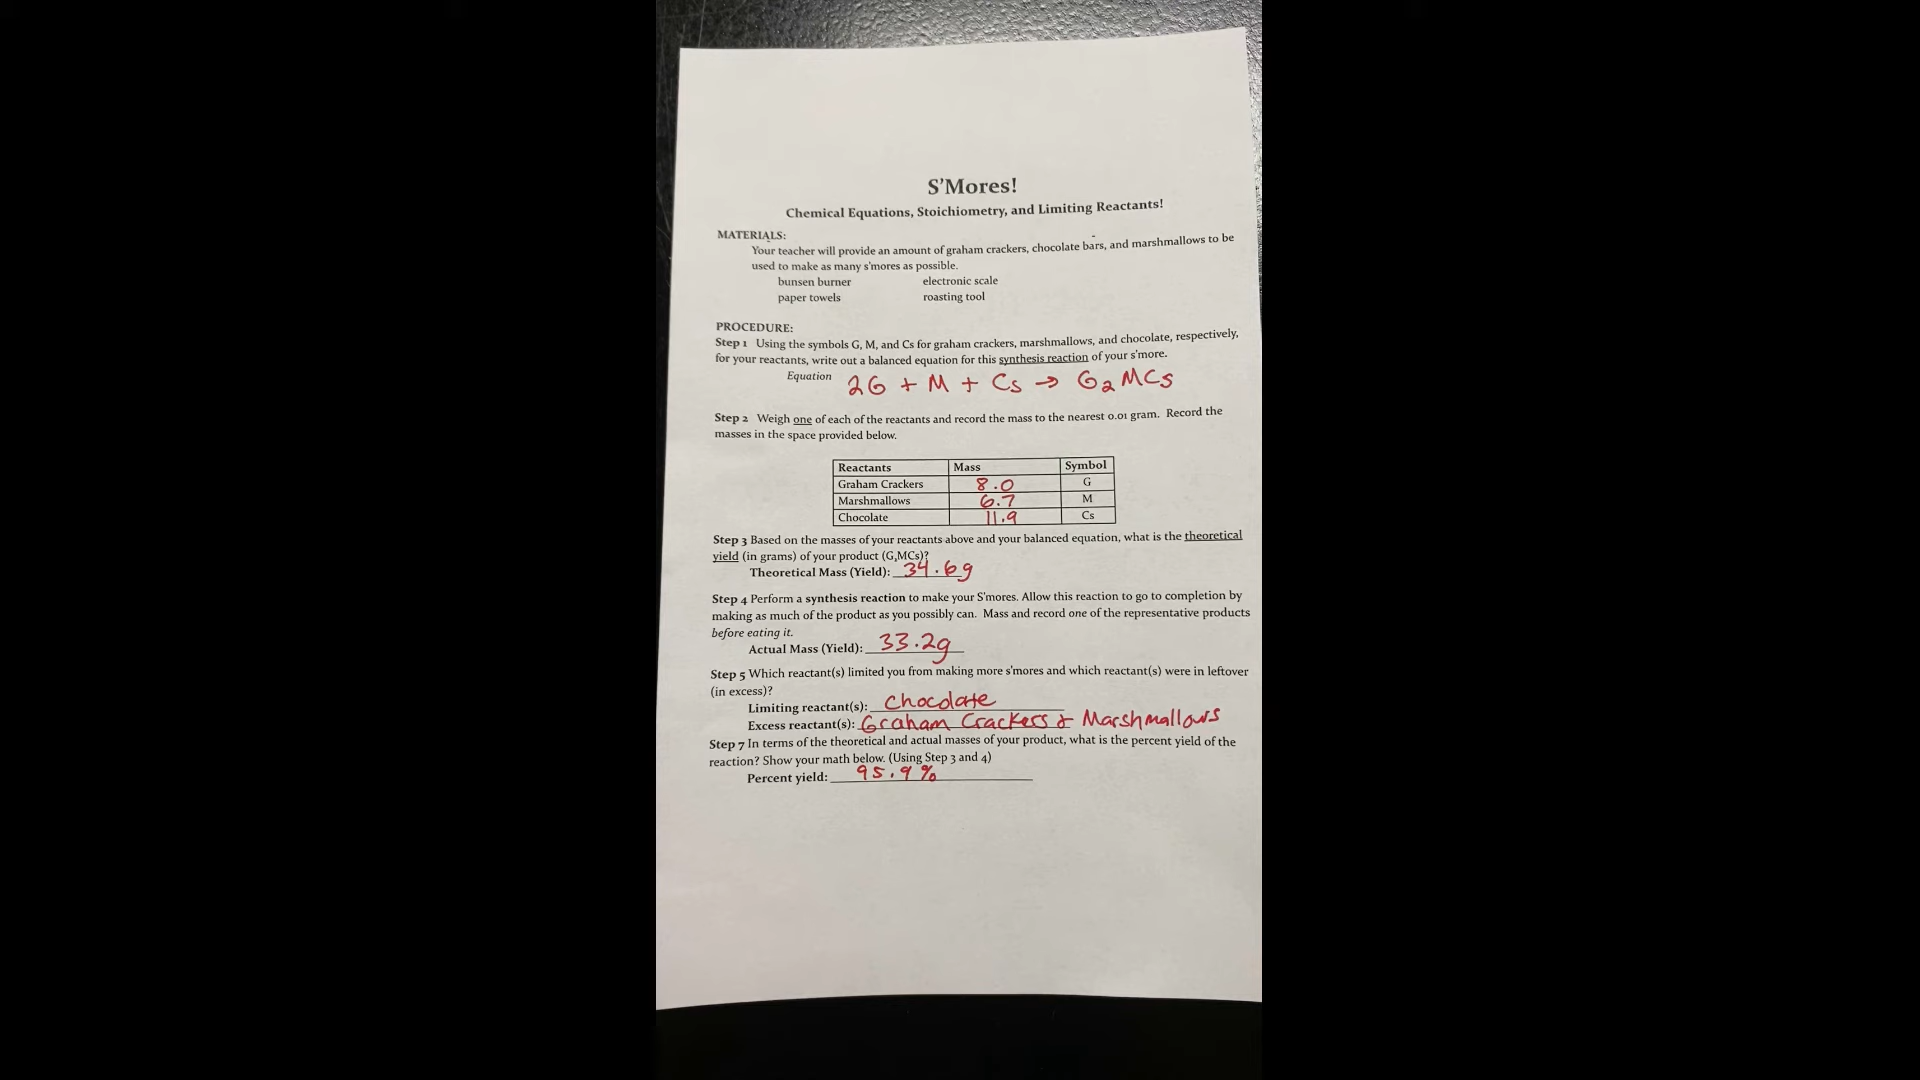 S'Mores!
Chemical Equations, Stoichiometry, and Limiting Reactants!
MATERIALS:
Your teacher will provide an amount of graham crackers, chocolate bars, and marshmallows to be
used to make as many s'mores as possible.
bunsen burner electronic scale
paper towels roasting tool
PROCEDURE:
Step 1 Using the symbols G, M, and Cs for graham crackers, marshmallows, and chocolate, respectively,
for your reactants, write out a balanced equation for this synthesis reaction of your s'more.
Equation 2G + M + Cs → G₂MCs
Step 2 Weigh one of each of the reactants and record the mass to the nearest 0.01 gram. Record the
masses in the space provided below.
Reactants Mass Symbol
Graham Crackers 8.0 G
Marshmallows 6.7 M
Chocolate 11.9 Cs
Step 3 Based on the masses of your reactants above and your balanced equation, what is the theoretical
yield (in grams) of your product (G₂MCs)?
Theoretical Mass (Yield): 34.6g
Step 4 Perform a synthesis reaction to make your S'mores. Allow this reaction to go to completion by
making as much of the product as you possibly can. Mass and record one of the representative products
before eating it.
Actual Mass (Yield): 33.2g
Step 5 Which reactant(s) limited you from making more s'mores and which reactant(s) were in leftover
(in excess)?
Limiting reactant(s): Chocolate
Excess reactant(s): Graham Crackers & Marshmallows
Step 7 In terms of the theoretical and actual masses of your product, what is the percent yield of the
reaction? Show your math below. (Using Step 3 and 4)
Percent yield: 95.9%